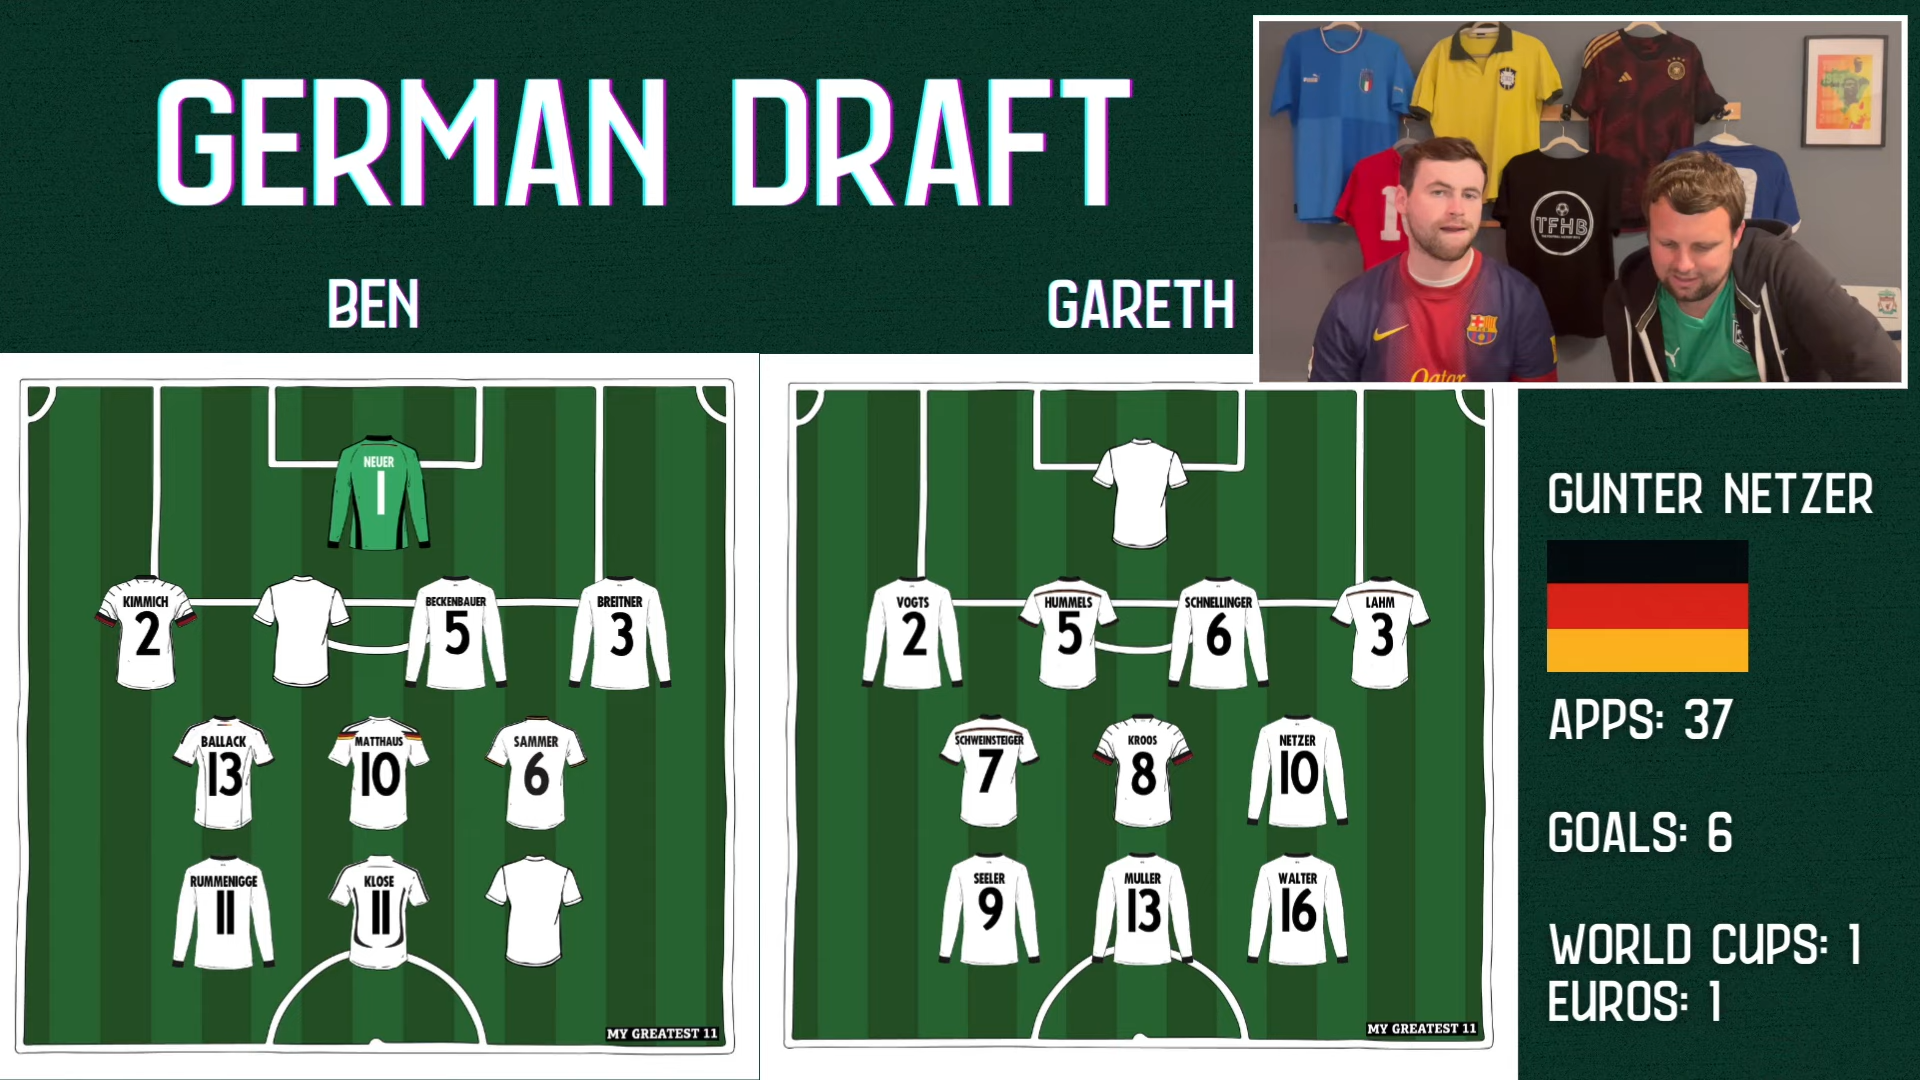 GERMAN DRAFT
BEN
GARETH
TFHB
Qatar
1
NEUER
1
KIMMICH
2
BECKENBAUER
5
BREITNER
3
BALLACK
13
MATTHAUS
10
SAMMER
6
RUMMENIGGE
11
KLOSE
11
MY GREATEST 11
VOGTS
2
HUMMELS
5
SCHNELLINGER
6
LAHM
3
SCHWEINSTEIGER
7
KROOS
8
NETZER
10
SEELER
9
MULLER
13
WALTER
16
MY GREATEST 11
GUNTER NETZER
APPS: 37
GOALS: 6
WORLD CUPS: 1
EUROS: 1